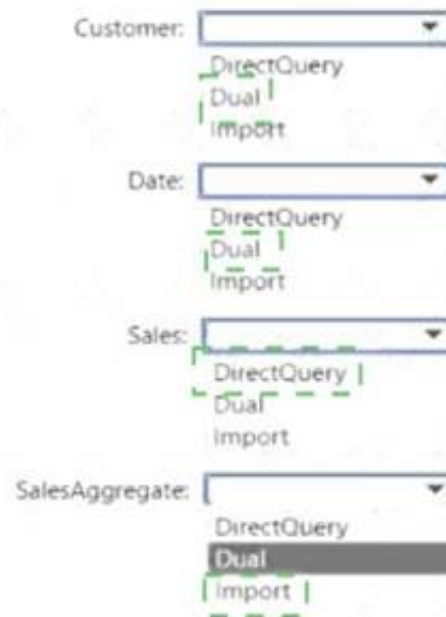 Customer:
DirectQuery
Dual
Import
Date:
DirectQuery
Dual
Import
Sales:
DirectQuery
Dual
Import
SalesAggregate:
DirectQuery
Dual
Import